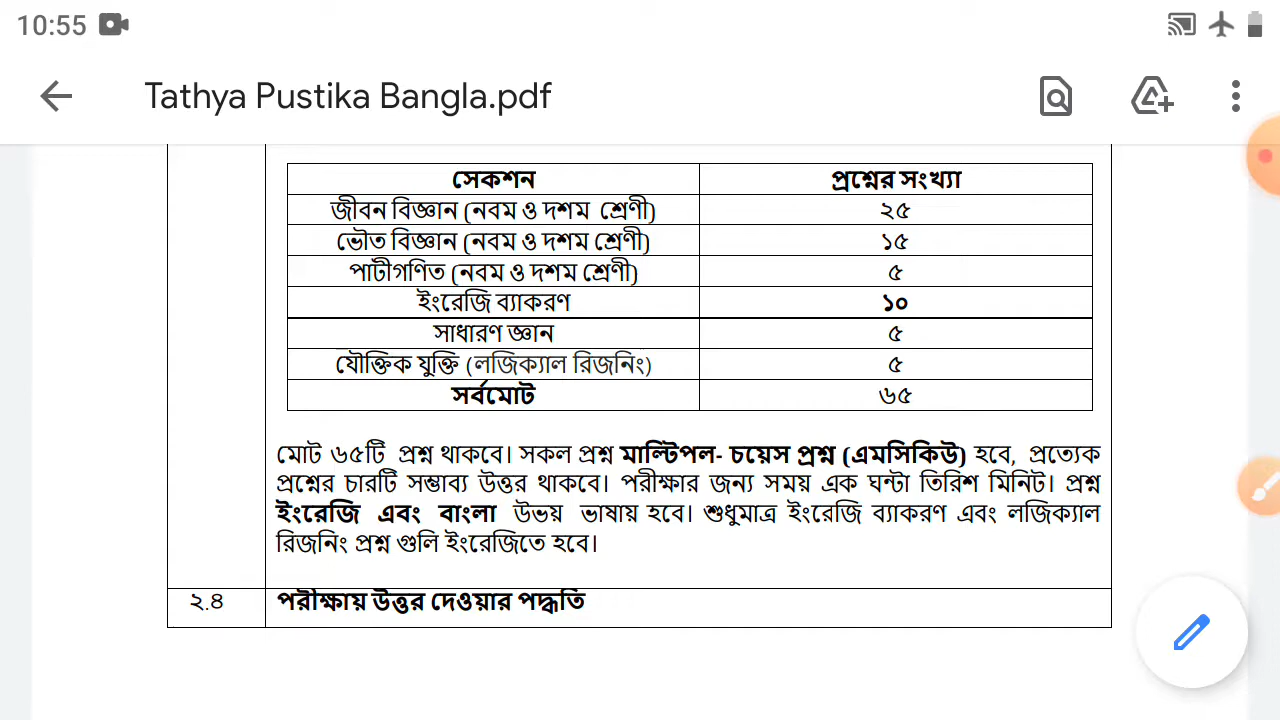 10:55
Tathya Pustika Bangla.pdf
সেকশন প্রশ্নের সংখ্যা
জীবন বিজ্ঞান (নবম ও দশম শ্রেণী) ২৫
ভৌত বিজ্ঞান (নবম ও দশম শ্রেণী) ১৫
পাটীগণিত (নবম ও দশম শ্রেণী) ৫
ইংরেজি ব্যাকরণ ১০
সাধারণ জ্ঞান ৫
যৌক্তিক যুক্তি (লজিক্যাল রিজনিং) ৫
সর্বমোট ৬৫
মোট ৬৫টি প্রশ্ন থাকবে। সকল প্রশ্ন মাল্টিপল- চয়েস প্রশ্ন (এমসিকিউ) হবে, প্রত্যেক
প্রশ্নের চারটি সম্ভাব্য উত্তর থাকবে। পরীক্ষার জন্য সময় এক ঘন্টা তিরিশ মিনিট। প্রশ্ন
ইংরেজি এবং বাংলা উভয় ভাষায় হবে। শুধুমাত্র ইংরেজি ব্যাকরণ এবং লজিক্যাল
রিজনিং প্রশ্ন গুলি ইংরেজিতে হবে।
২.৪ পরীক্ষায় উত্তর দেওয়ার পদ্ধতি